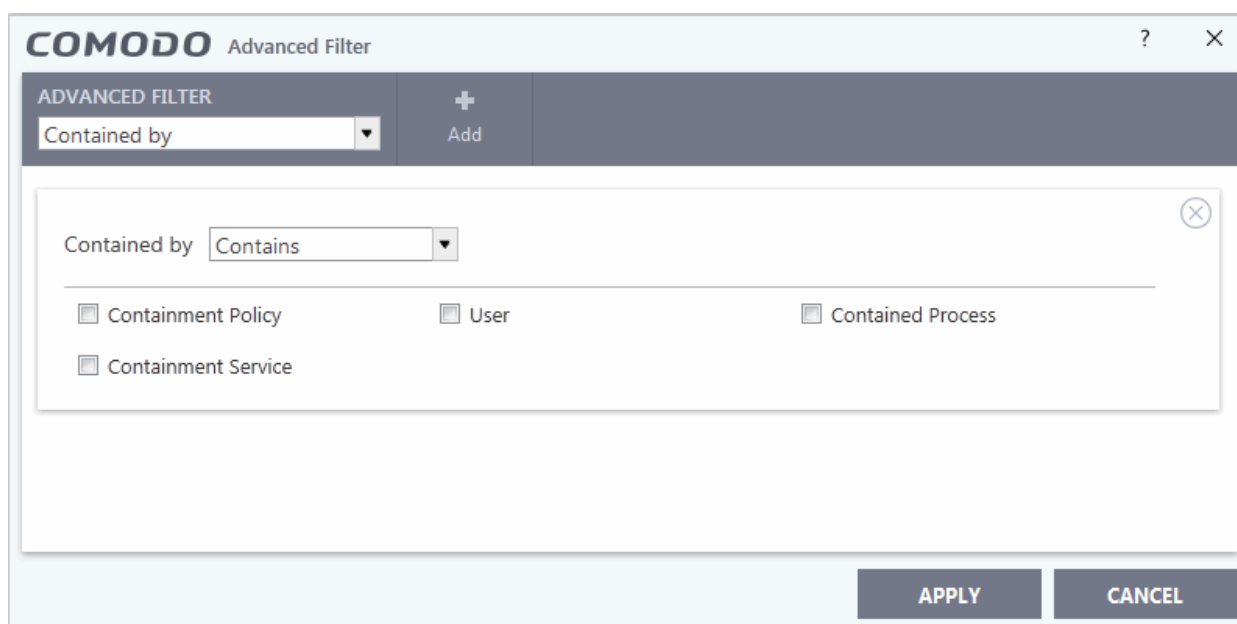 COMODO Advanced Filter ?
ADVANCED FILTER
Contained by
Add
Contained by Contains
Containment Policy User Contained Process
Containment Service
APPLY CANCEL